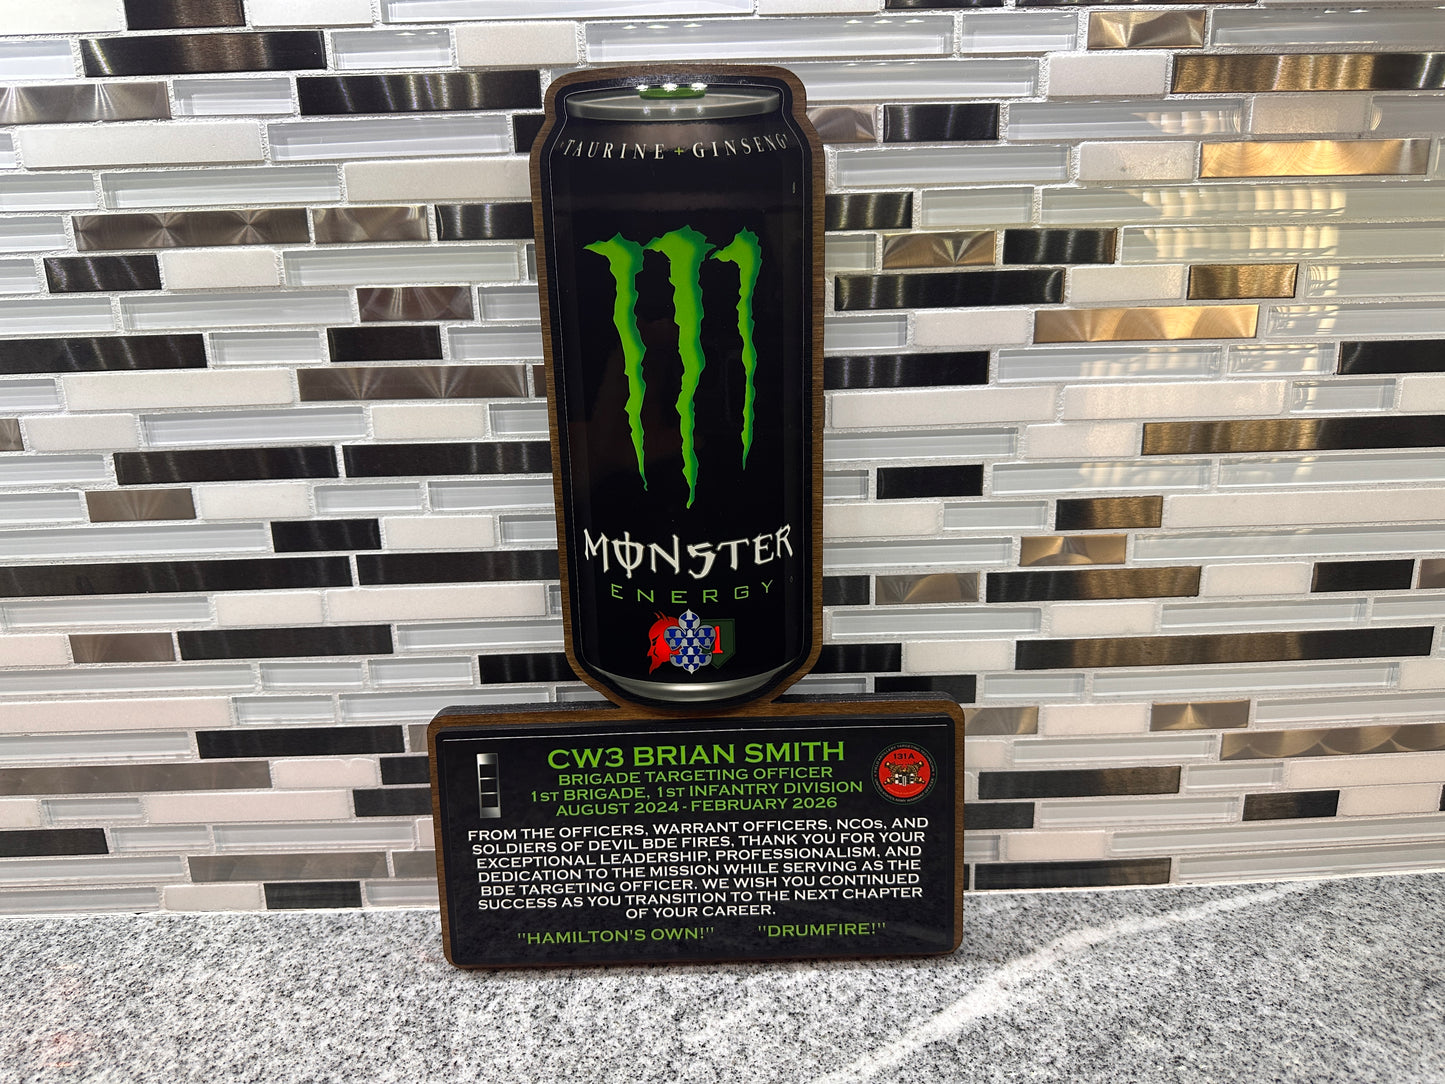 TAURINE + GINSENG
MONSTER
ENERGY
1
CW3 BRIAN SMITH
BRIGADE TARGETING OFFICER
1ST BRIGADE, 1ST INFANTRY DIVISION
AUGUST 2024 - FEBRUARY 2026
131A
FROM THE OFFICERS, WARRANT OFFICERS, NCOs, AND
SOLDIERS OF DEVIL BDE FIRES, THANK YOU FOR YOUR
EXCEPTIONAL LEADERSHIP, PROFESSIONALISM, AND
DEDICATION TO THE MISSION WHILE SERVING AS THE
BDE TARGETING OFFICER. WE WISH YOU CONTINUED
SUCCESS AS YOU TRANSITION TO THE NEXT CHAPTER
OF YOUR CAREER.
"HAMILTON'S OWN!" "DRUMFIRE!"